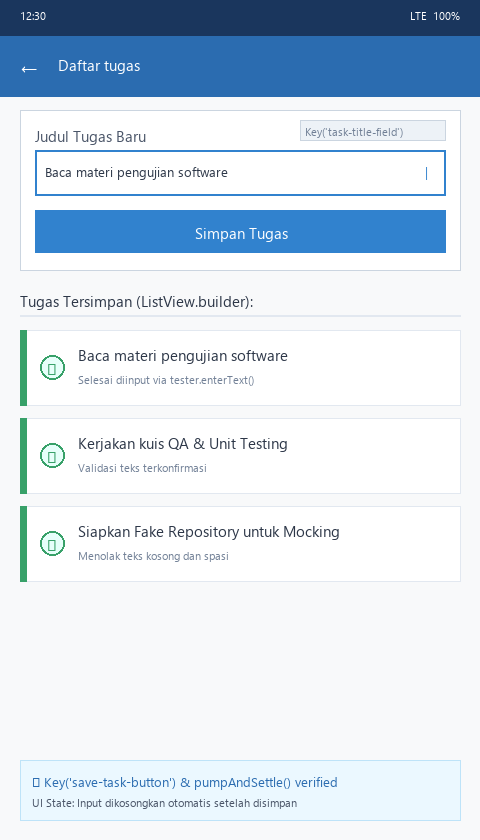 12:30
LTE 100%
← Daftar tugas
Judul Tugas Baru
Key('task-title-field')
Baca materi pengujian software
Simpan Tugas
Tugas Tersimpan (ListView.builder):
Baca materi pengujian software
Selesai diinput via tester.enterText()
Kerjakan kuis QA & Unit Testing
Validasi teks terkonfirmasi
Siapkan Fake Repository untuk Mocking
Menolak teks kosong dan spasi
Key('save-task-button') & pumpAndSettle() verified
UI State: Input dikosongkan otomatis setelah disimpan